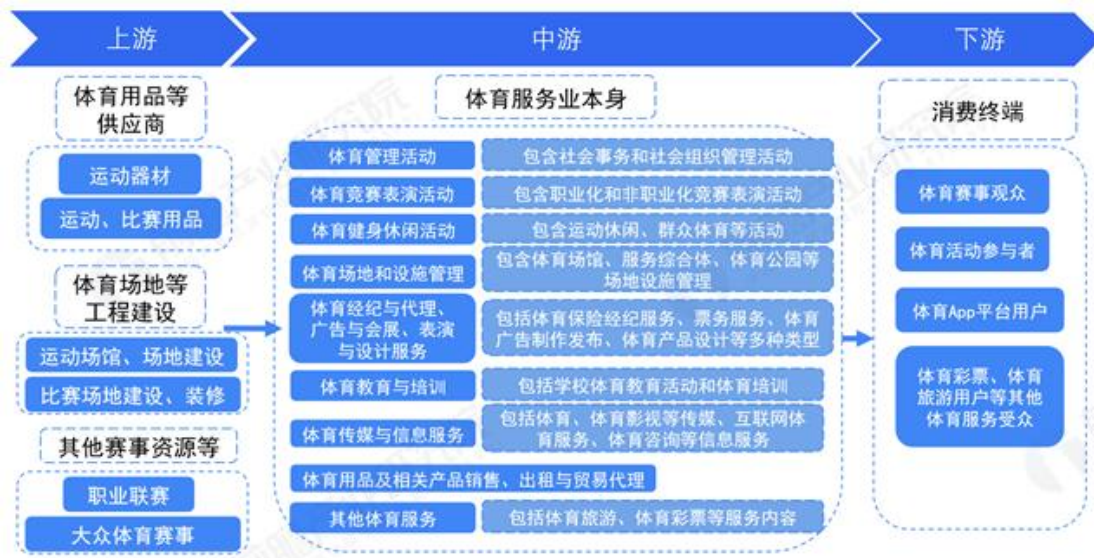 上游
中游
下游
体育用品等
供应商
运动器材
运动、比赛用品
体育场地等
工程建设
运动场馆、场地建设
比赛场地建设、装修
其他赛事资源等
职业联赛
大众体育赛事
体育服务业本身
体育管理活动
包含社会事务和社会组织管理活动
体育竞赛表演活动
包含职业化和非职业化竞赛表演活动
体育健身休闲活动
包含运动休闲、群众体育等活动
体育场地和设施管理
包含体育场馆、服务综合体、体育公园等
场地设施管理
体育经纪与代理、
广告与会展、表演
与设计服务
包括体育保险经纪服务、票务服务、体育
广告制作发布、体育产品设计等多种类型
体育教育与培训
包括学校体育教育活动和体育培训
体育传媒与信息服务
包括体育、体育影视等传媒、互联网体
育服务、体育咨询等信息服务
体育用品及相关产品销售、出租与贸易代理
其他体育服务
包括体育旅游、体育彩票等服务内容
消费终端
体育赛事观众
体育活动参与者
体育App平台用户
体育彩票、体育
旅游用户等其他
体育服务受众